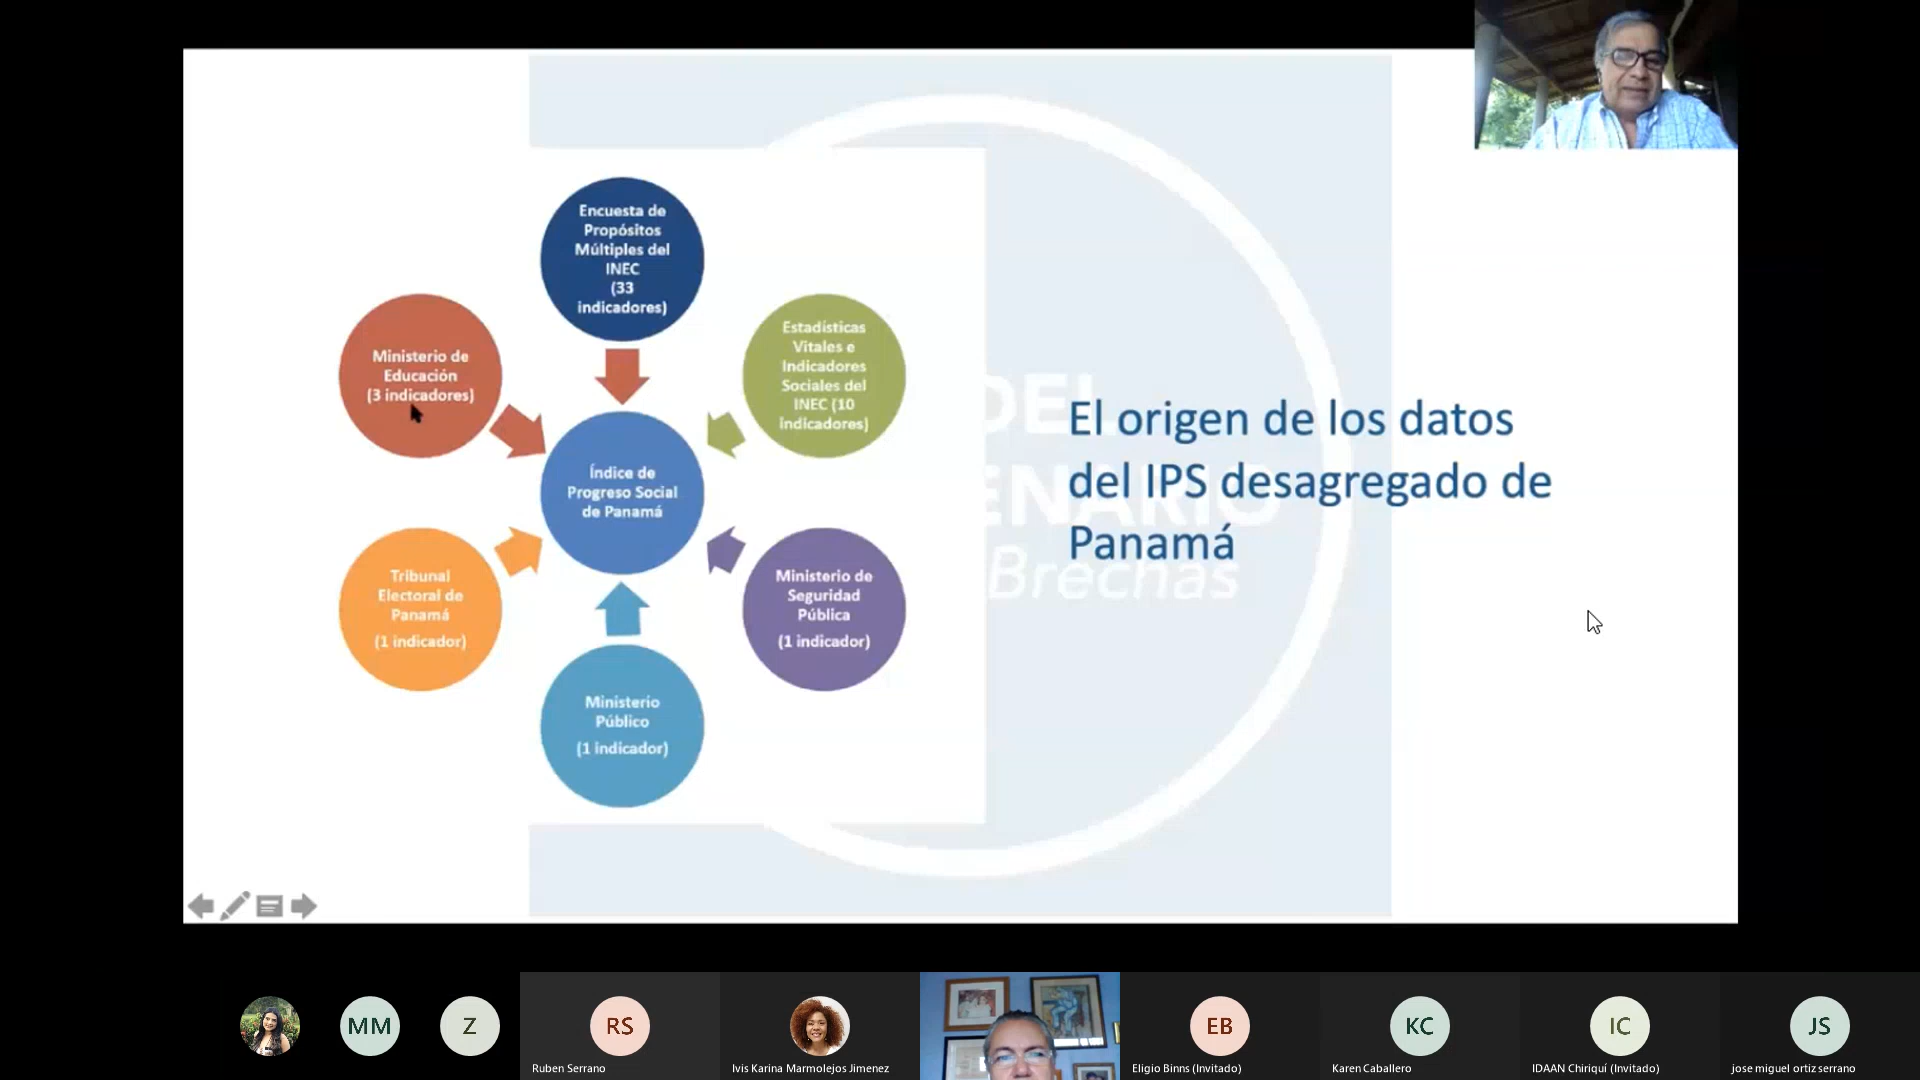 Encuesta de
Propósitos
Múltiples del
INEC
(33
indicadores)
Ministerio de
Educación
(3 indicadores)
Estadísticas
Vitales e
Indicadores
Sociales del
INEC (10
indicadores)
Índice de
Progreso Social
de Panamá
Tribunal
Electoral de
Panamá
(1 indicador)
Ministerio de
Seguridad
Pública
(1 indicador)
Ministerio
Público
(1 indicador)
El origen de los datos
del IPS desagregado de
Panamá
DEL
ENARIO
Brechas
MM
Z
RS
EB
KC
IC
JS
Ruben Serrano
Ivis Karina Marmolejos Jimenez
Eligio Binns (Invitado)
Karen Caballero
IDAAN Chiriquí (Invitado)
jose miguel ortiz serrano